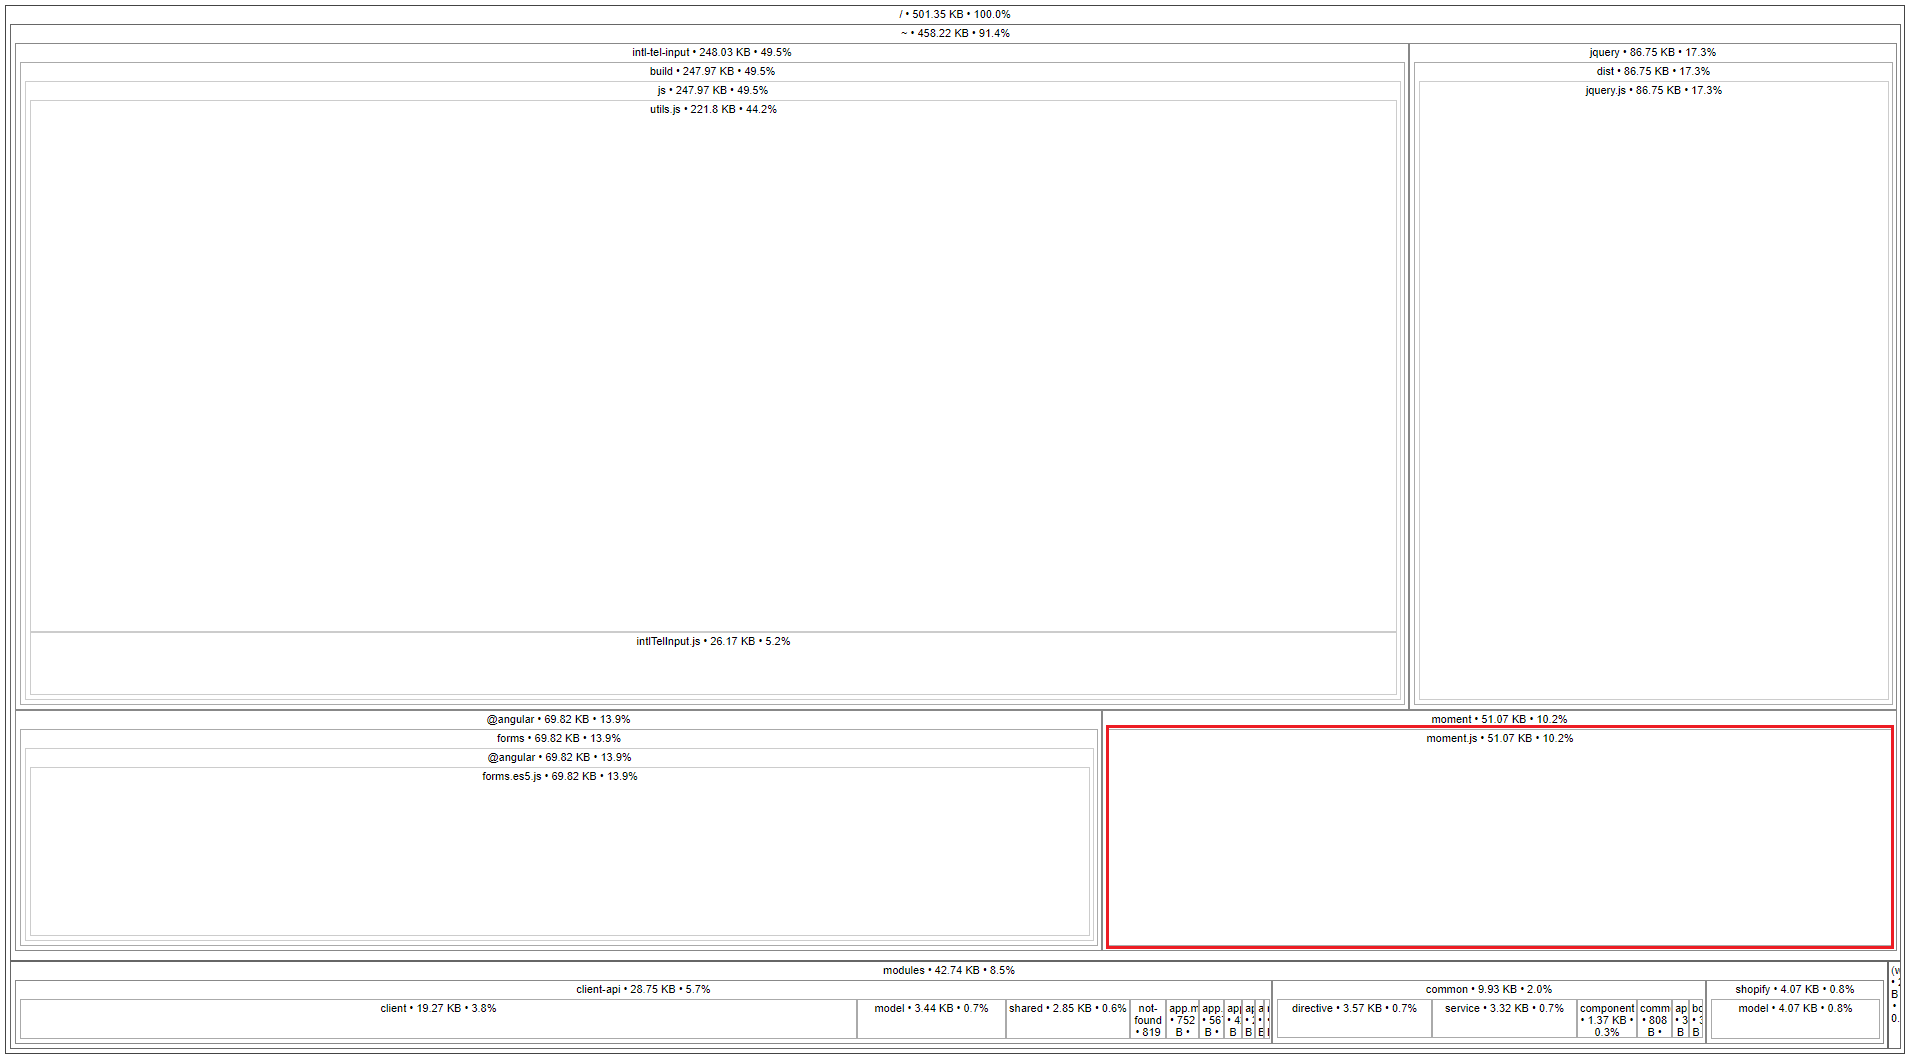 / • 501.35 KB • 100.0%
~ • 458.22 KB • 91.4%
intl-tel-input • 248.03 KB • 49.5%
build • 247.97 KB • 49.5%
js • 247.97 KB • 49.5%
utils.js • 221.8 KB • 44.2%
intlTelInput.js • 26.17 KB • 5.2%
jquery • 86.75 KB • 17.3%
dist • 86.75 KB • 17.3%
jquery.js • 86.75 KB • 17.3%
@angular • 69.82 KB • 13.9%
forms • 69.82 KB • 13.9%
@angular • 69.82 KB • 13.9%
forms.es5.js • 69.82 KB • 13.9%
moment • 51.07 KB • 10.2%
moment.js • 51.07 KB • 10.2%
modules • 42.74 KB • 8.5%
client-api • 28.75 KB • 5.7%
client • 19.27 KB • 3.8%
model • 3.44 KB • 0.7%
shared • 2.85 KB • 0.6%
not-
found
• 819
app.m
• 752
B •
app.
• 56
B •
common • 9.93 KB • 2.0%
directive • 3.57 KB • 0.7%
service • 3.32 KB • 0.7%
component
• 1.37 KB •
0.3%
comm
• 808
B •
ap
• 3
B
shopify • 4.07 KB • 0.8%
model • 4.07 KB • 0.8%